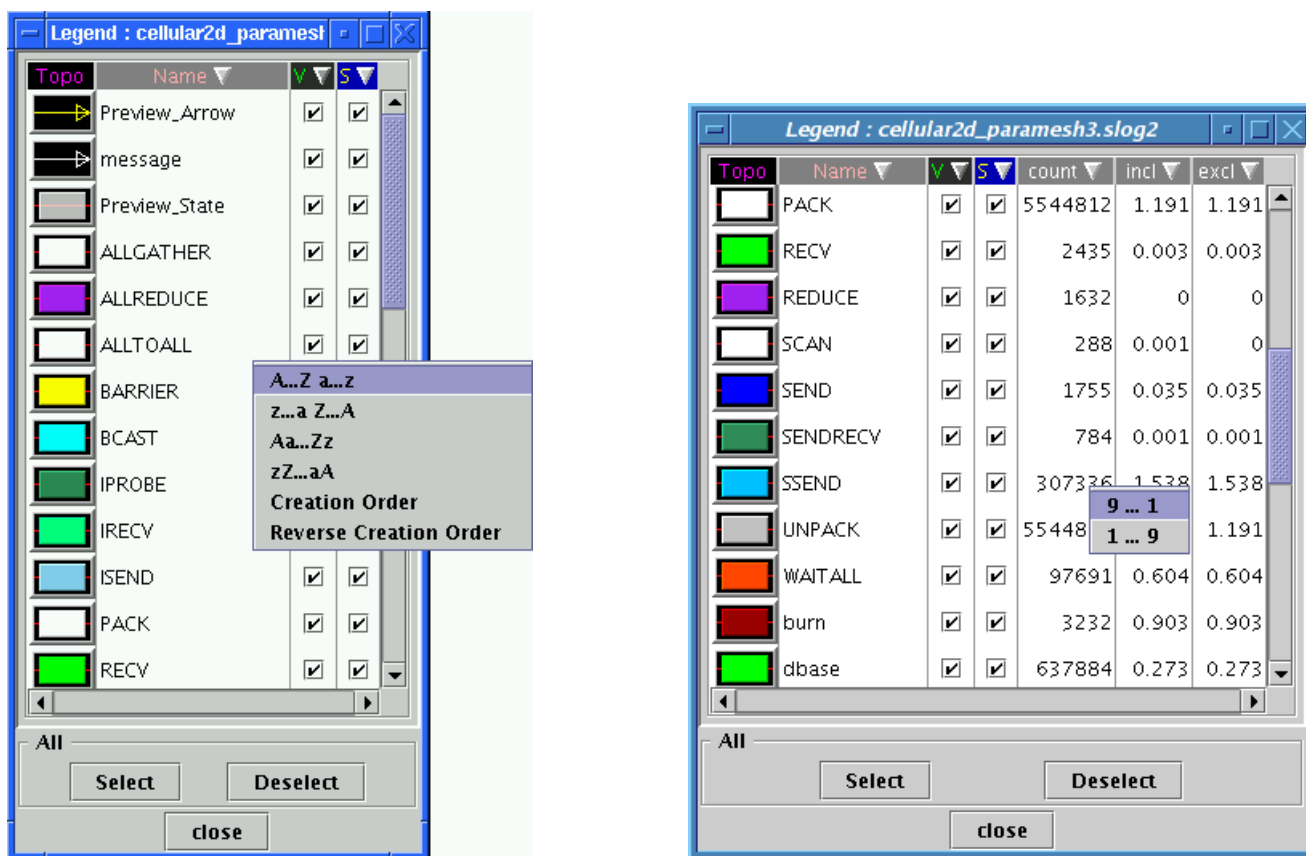 Legend : cellular2d_paramesh
Topo Name V S
Preview_Arrow
message
Preview_State
ALLGATHER
ALLREDUCE
ALLTOALL
BARRIER
BCAST
IPROBE
IRECV
ISEND
PACK
RECV
A...Z a...z
z...a Z...A
Aa...Zz
zZ...aA
Creation Order
Reverse Creation Order
All
Select Deselect
close
Legend : cellular2d_paramesh3.slog2
Topo Name V S count incl excl
PACK 5544812 1.191 1.191
RECV 2435 0.003 0.003
REDUCE 1632 0 0
SCAN 288 0.001 0
SEND 1755 0.035 0.035
SENDRECV 784 0.001 0.001
SSEND 307336 1.538 1.538
UNPACK 55448 1.191
WAITALL 97691 0.604 0.604
burn 3232 0.903 0.903
dbase 637884 0.273 0.273
9 ... 1
1 ... 9
All
Select Deselect
close